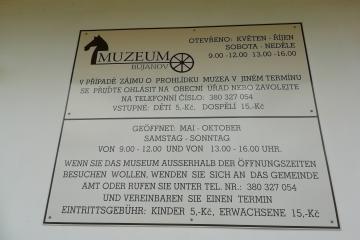 MUZEUM
BUJANOV
OTEVŘENO: KVĚTEN - ŘÍJEN
SOBOTA - NEDĚLE
9.00 -12.00 13.00 -16.00
V PŘÍPADĚ ZÁJMU O PROHLÍDKU MUZEA V JINÉM TERMÍNU
SE PŘIJĎTE OHLÁSIT NA OBECNÍ ÚŘAD NEBO ZAVOLEJTE
NA TELEFONNÍ ČÍSLO: 380 327 054
VSTUPNE: DĚTI 5,-Kč, DOSPĚLÍ 15,-Kč
GEÖFFNET: MAI - OKTOBER
SAMSTAG - SONNTAG
VON 9.00 - 12.00 UND VON 13.00 - 16.00 UHR.
WENN SIE DAS MUSEUM AUSSERHALB DER ÖFFNUNGSZEITEN
BESUCHEN WOLLEN, WENDEN SIE SICH AN DAS GEMEINDE
AMT ODER RUFEN SIE UNTER TEL. NR.: 380 327 054
UND VEREINBAREN SIE EINEN TERMIN
EINTRITTSGEBÜHR: KINDER 5,-Kč, ERWACHSENE 15,-Kč